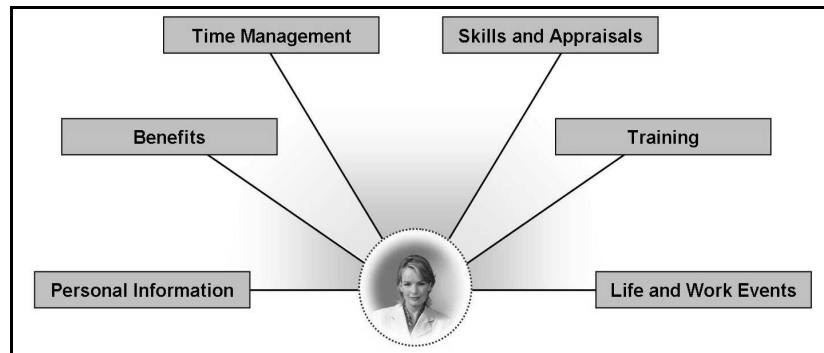 Time Management
Skills and Appraisals
Benefits
Training
Personal Information
Life and Work Events